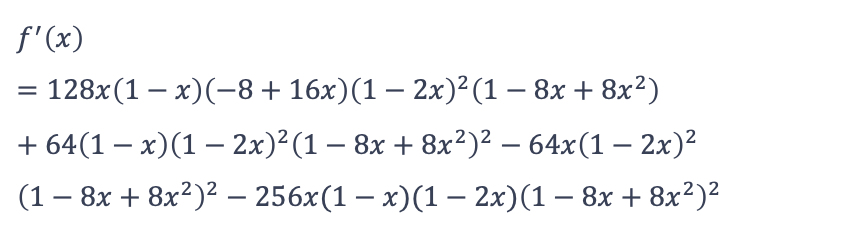 f′(x)
= 128x(1 − x)(−8 + 16x)(1 − 2x)²(1 − 8x + 8x²)
+ 64(1 − x)(1 − 2x)²(1 − 8x + 8x²)² − 64x(1 − 2x)²
(1 − 8x + 8x²)² − 256x(1 − x)(1 − 2x)(1 − 8x + 8x²)²